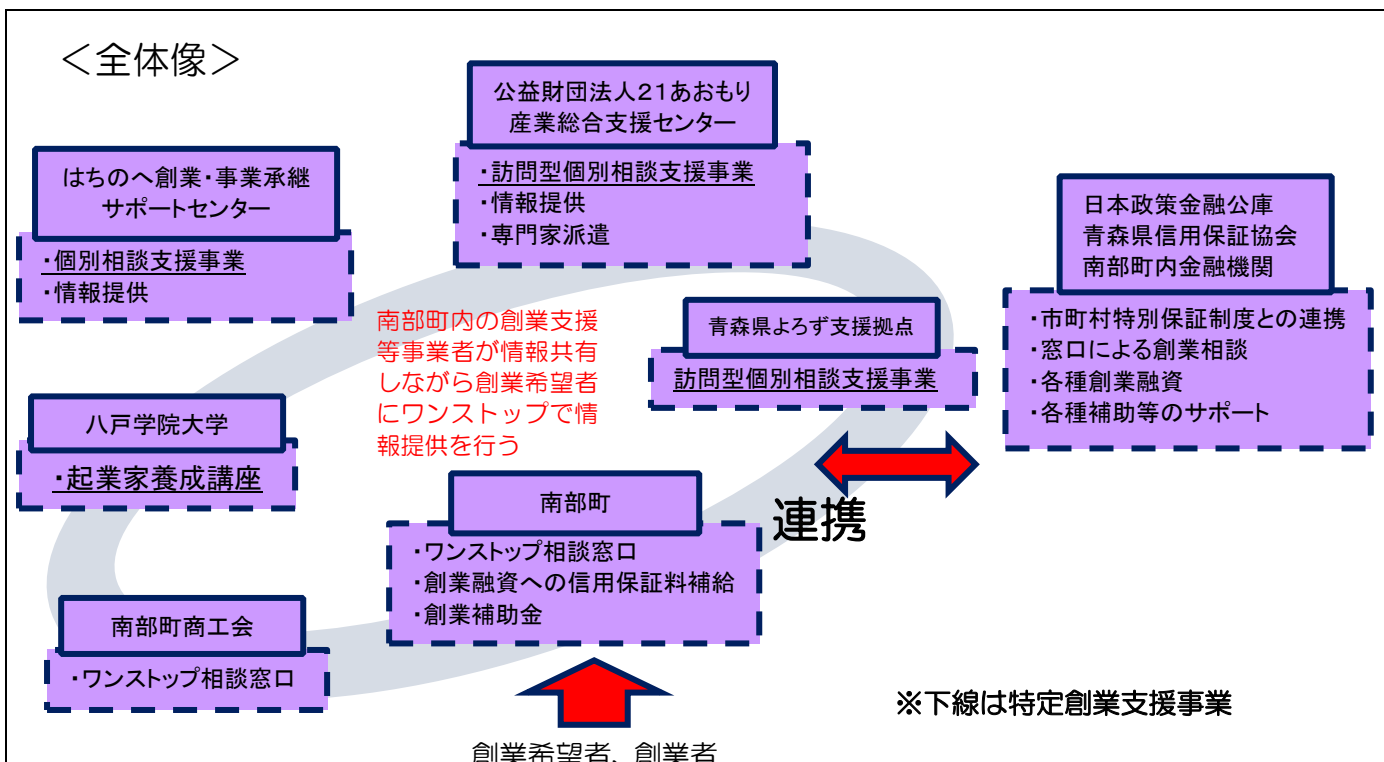 ＜全体像＞
公益財団法人２１あおもり
産業総合支援センター
・訪問型個別相談支援事業
・情報提供
・専門家派遣
はちのへ創業・事業承継
サポートセンター
・個別相談支援事業
・情報提供
日本政策金融公庫
青森県信用保証協会
南部町内金融機関
・市町村特別保証制度との連携
・窓口による創業相談
・各種創業融資
・各種補助等のサポート
南部町内の創業支援
等事業者が情報共有
しながら創業希望者
にワンストップで情
報提供を行う
青森県よろず支援拠点
訪問型個別相談支援事業
八戸学院大学
・起業家養成講座
連携
南部町
・ワンストップ相談窓口
・創業融資への信用保証料補給
・創業補助金
南部町商工会
・ワンストップ相談窓口
※下線は特定創業支援事業
創業希望者、創業者